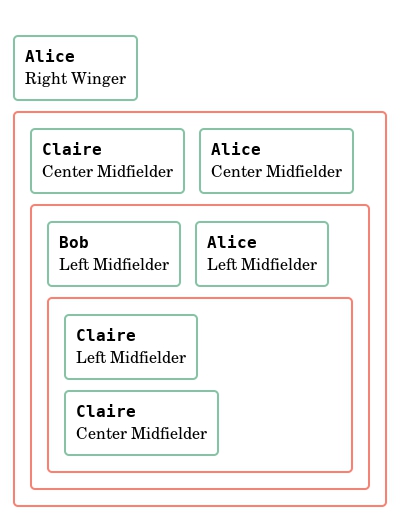 Alice
Right Winger
Claire
Center Midfielder
Alice
Center Midfielder
Bob
Left Midfielder
Alice
Left Midfielder
Claire
Left Midfielder
Claire
Center Midfielder